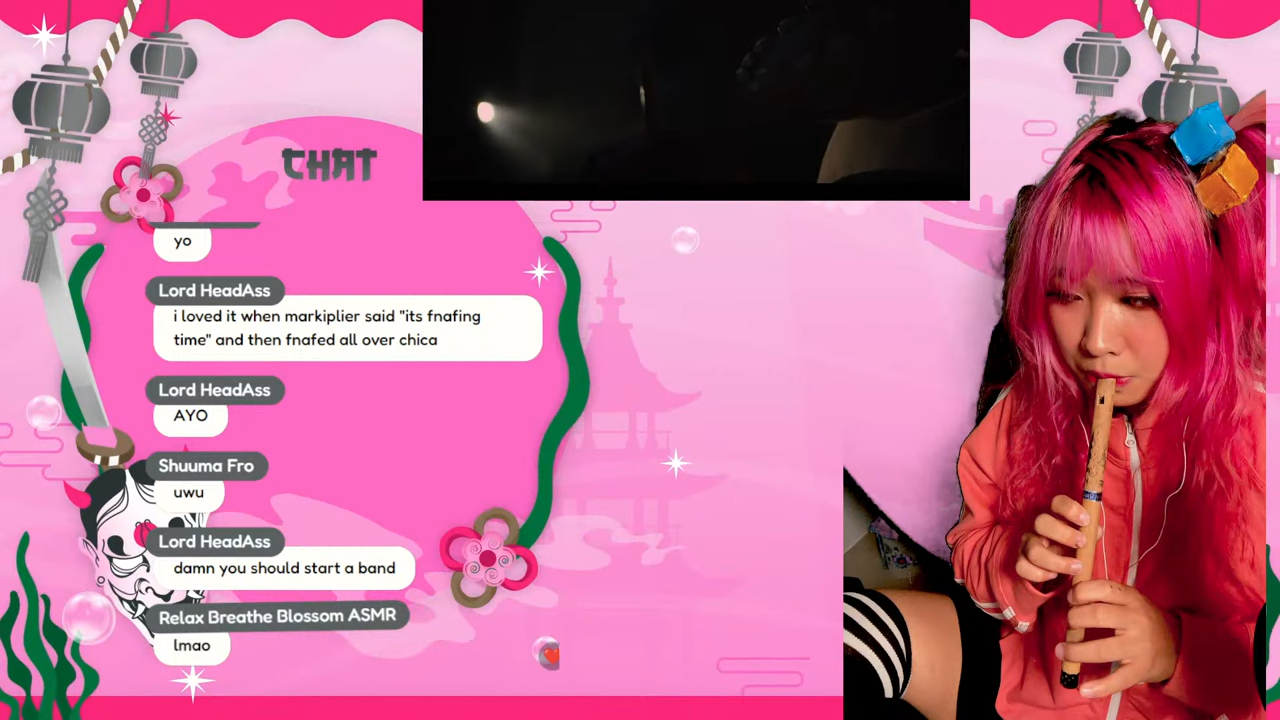 CHAT
yo
Lord HeadAss
i loved it when markiplier said "its fnafing
time" and then fnafed all over chica
Lord HeadAss
AYO
Shuuma Fro
uwu
Lord HeadAss
damn you should start a band
Relax Breathe Blossom ASMR
lmao